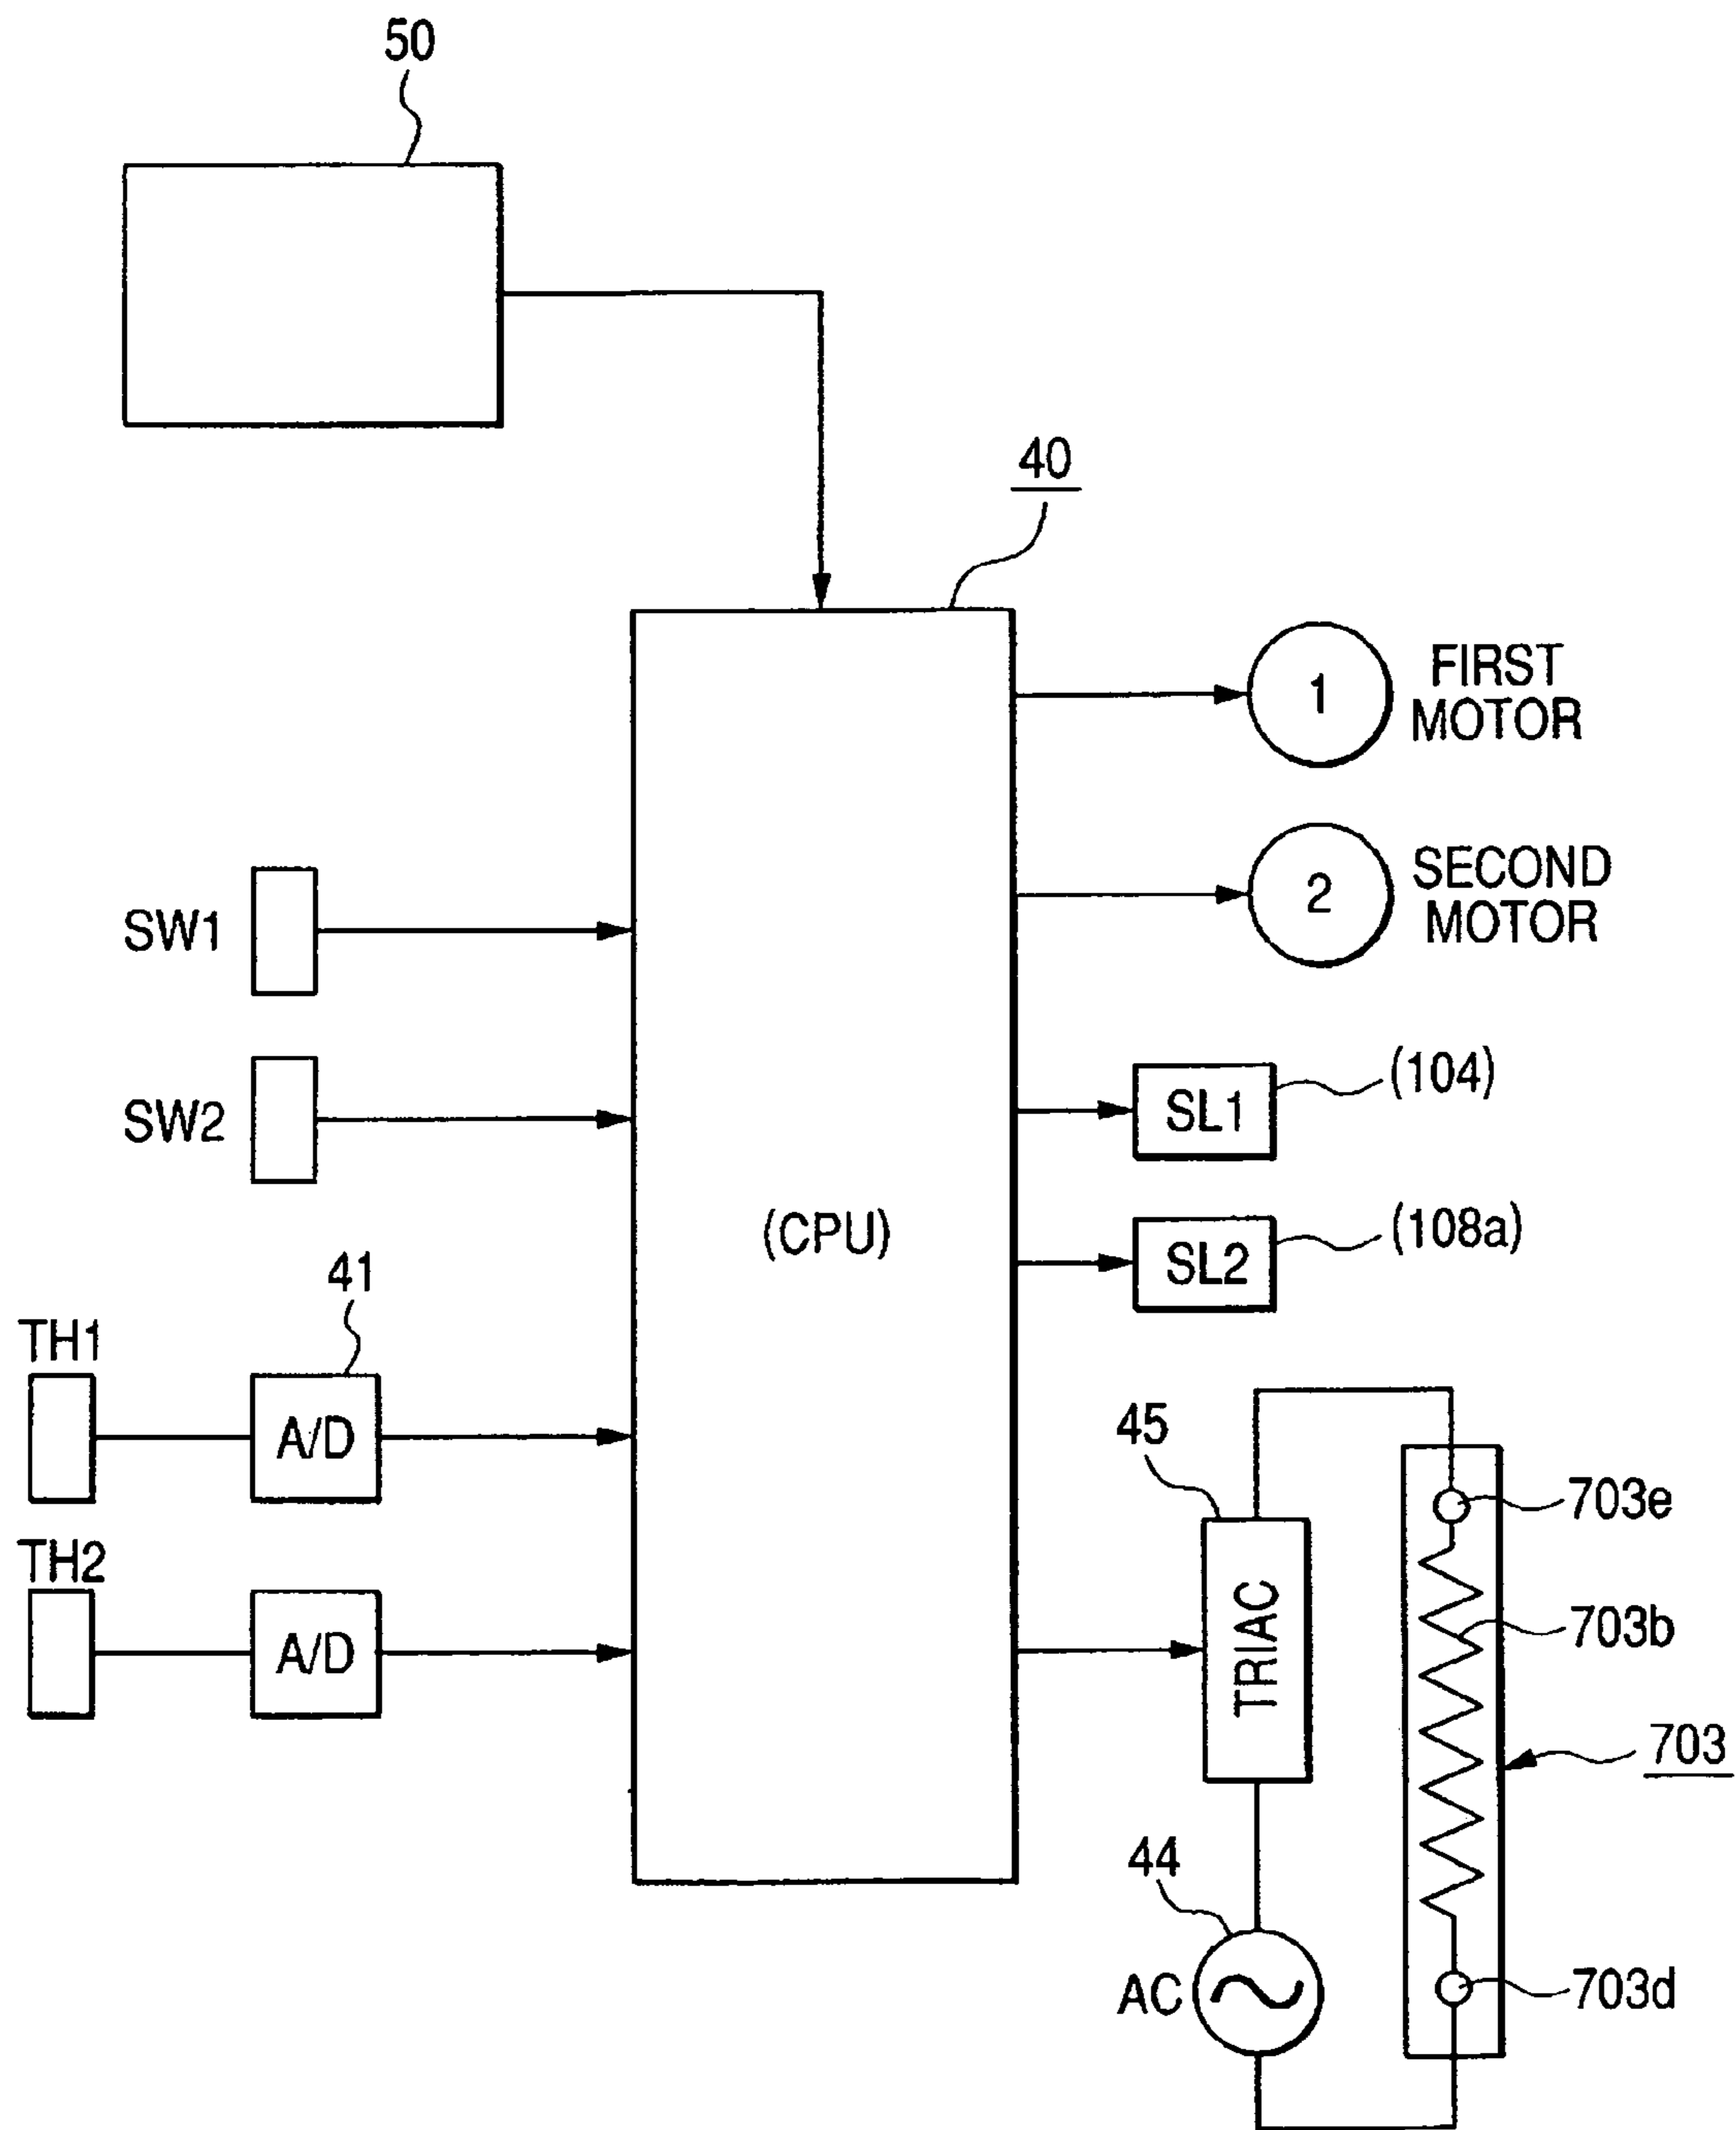 50
40
1
FIRST
MOTOR
2
SECOND
MOTOR
SW1
SW2
SL1
(104)
SL2
(108a)
(CPU)
41
TH1
A/D
TH2
A/D
45
TRIAC
703e
703b
703
44
AC
703d